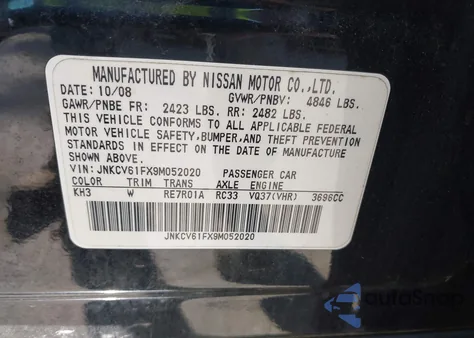 MANUFACTURED BY NISSAN MOTOR CO.,LTD.
DATE: 10/08 GVWR/PNBV: 4846 LBS.
GAWR/PNBE FR: 2423 LBS. RR: 2482 LBS.
THIS VEHICLE CONFORMS TO ALL APPLICABLE FEDERAL
MOTOR VEHICLE SAFETY,BUMPER,AND THEFT PREVENTION
STANDARDS IN EFFECT ON THE DATE OF MANUFACTURE
SHOWN ABOVE.
VIN: JNKCV61FX9M052020 PASSENGER CAR
COLOR TRIM TRANS AXLE ENGINE
KH3 W RE7R01A RC33 VQ37(VHR) 3696CC
JNKCV61FX9M052020
autoSnap